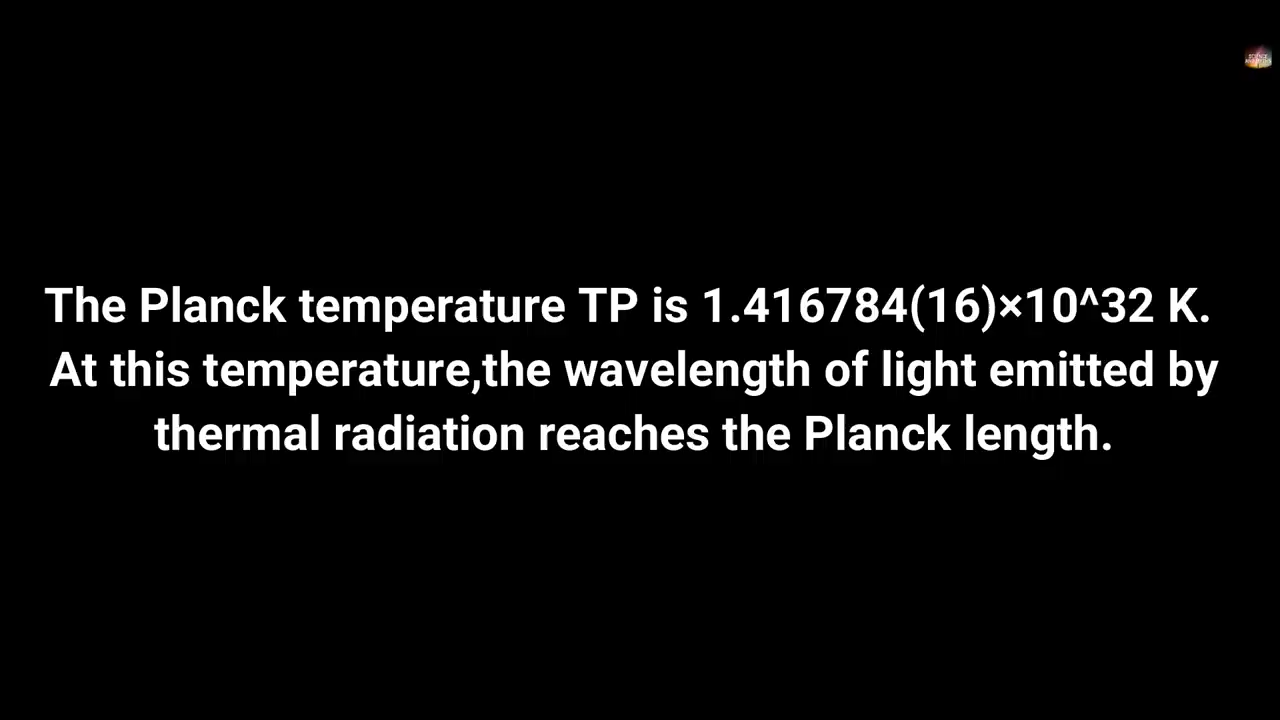 The Planck temperature TP is 1.416784(16)×10^32 K.
At this temperature,the wavelength of light emitted by
thermal radiation reaches the Planck length.